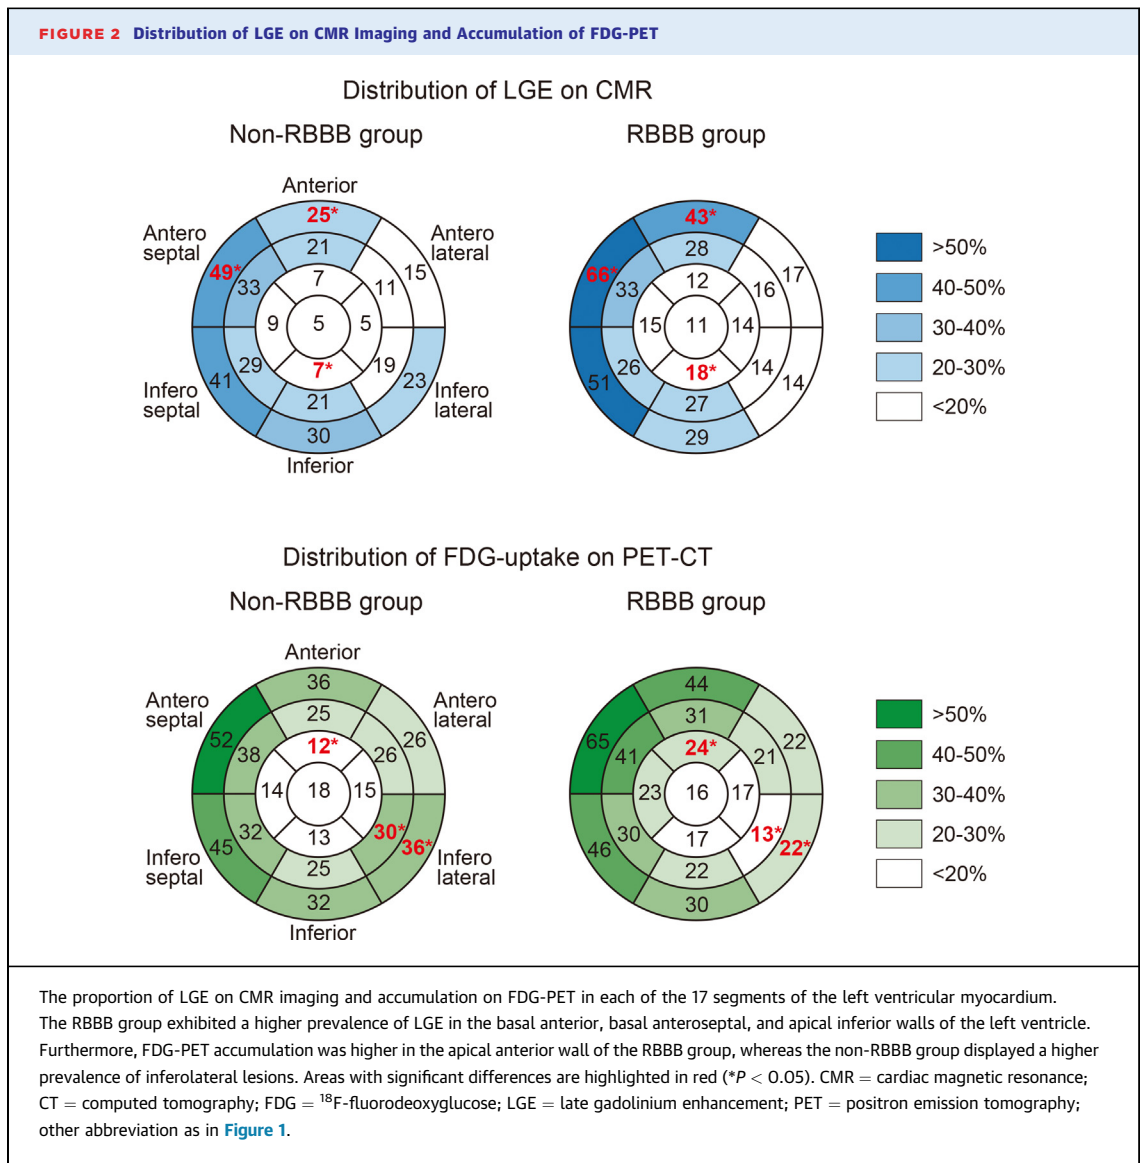 FIGURE 2 Distribution of LGE on CMR Imaging and Accumulation of FDG-PET
Distribution of LGE on CMR
Non-RBBB group
RBBB group
Anterior
Antero
septal
Antero
lateral
Infero
septal
Infero
lateral
Inferior
25*
21
7
49*
33
15
11
9
5
5
29
41
7*
19
23
21
30
43*
28
12
66*
33
17
16
15
11
14
26
51
18*
14
14
27
29
>50%
40-50%
30-40%
20-30%
<20%
Distribution of FDG-uptake on PET-CT
Non-RBBB group
RBBB group
Anterior
Antero
septal
Antero
lateral
Infero
septal
Infero
lateral
Inferior
36
25
12*
52
38
26
26
14
18
15
32
45
13
30*
36*
25
32
44
31
24*
65
41
22
21
23
16
17
30
46
17
13*
22*
22
30
>50%
40-50%
30-40%
20-30%
<20%
The proportion of LGE on CMR imaging and accumulation on FDG-PET in each of the 17 segments of the left ventricular myocardium.
The RBBB group exhibited a higher prevalence of LGE in the basal anterior, basal anteroseptal, and apical inferior walls of the left ventricle.
Furthermore, FDG-PET accumulation was higher in the apical anterior wall of the RBBB group, whereas the non-RBBB group displayed a higher
prevalence of inferolateral lesions. Areas with significant differences are highlighted in red (*P < 0.05). CMR = cardiac magnetic resonance;
CT = computed tomography; FDG = ¹⁸F-fluorodeoxyglucose; LGE = late gadolinium enhancement; PET = positron emission tomography;
other abbreviation as in Figure 1.